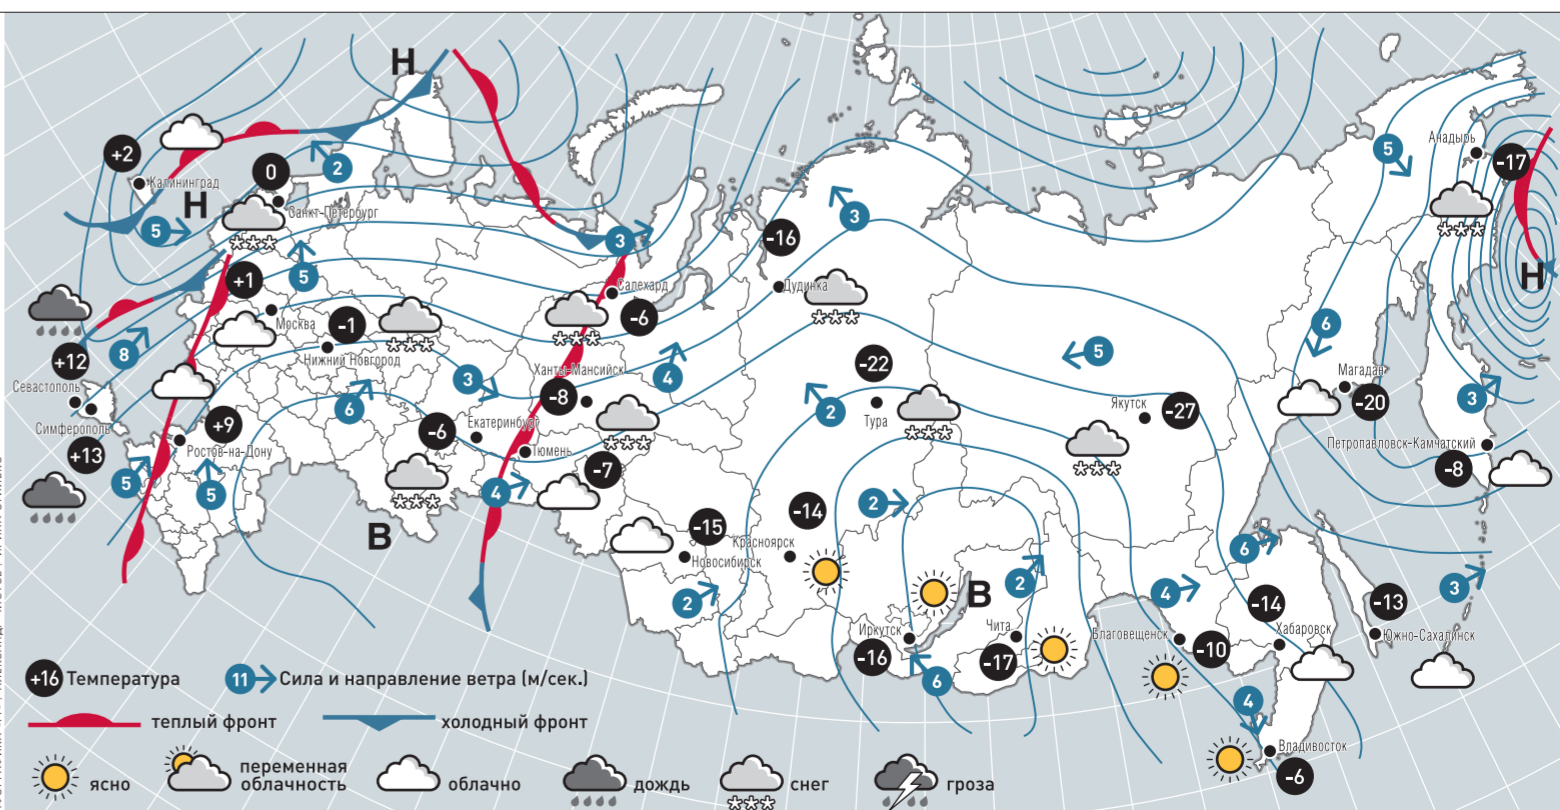 Н
+2
Калининград
2
0
Н
5
Санкт-Петербург
5
+1
Москва
-1
Нижний Новгород
8
+12
Севастополь
Симферополь
+13
+9
Ростов-на-Дону
5
5
6
3
-6
Екатеринбург
Тюмень
4
В
-8
Ханты-Мансийск
-7
4
3
Салехард
-6
-16
Дудинка
3
-22
Тура
2
5
Якутск
-27
-15
Новосибирск
2
-14
Красноярск
2
В
Иркутск
-16
6
2
Чита
-17
5
Анадырь
-17
Н
6
Магадан
-20
3
Петропавловск-Камчатский
-8
6
4
Благовещенск
-10
-14
Хабаровск
-13
Южно-Сахалинск
3
4
Владивосток
-6
+16 Температура
11 Сила и направление ветра (м/сек.)
теплый фронт
холодный фронт
ясно
переменная
облачность
облачно
дождь
снег
гроза